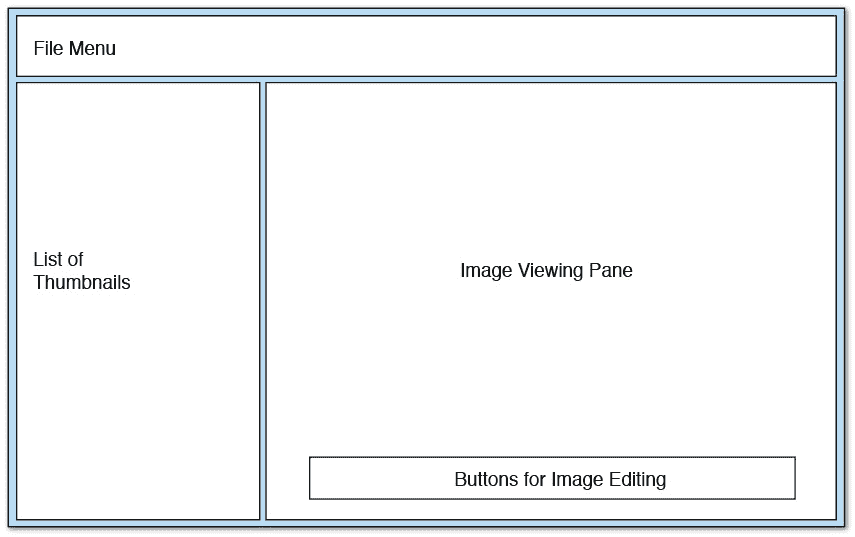 File Menu
List of
Thumbnails
Image Viewing Pane
Buttons for Image Editing